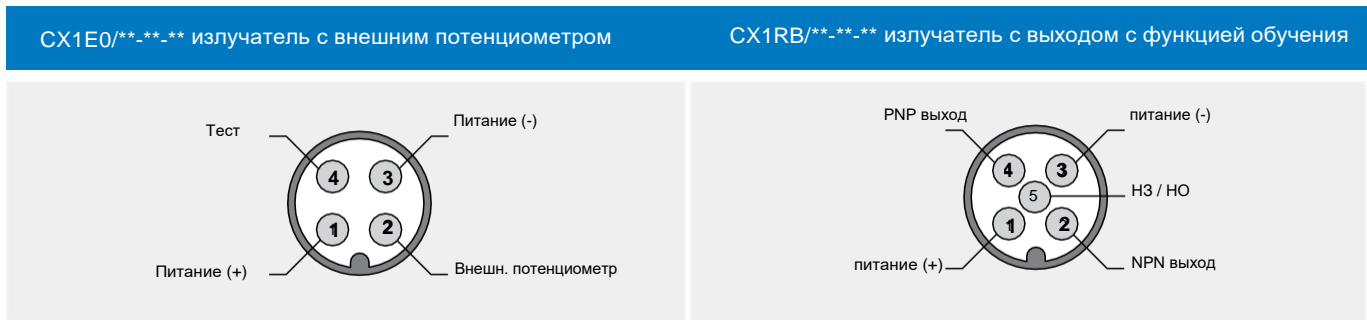 CX1E0/**-**-** излучатель с внешним потенциометром
CX1RB/**-**-** излучатель с выходом с функцией обучения
Тест
Питание (-)
4
3
1
2
Питание (+)
Внешн. потенциометр
PNP выход
питание (-)
4
3
5
НЗ / НО
1
2
питание (+)
NPN выход